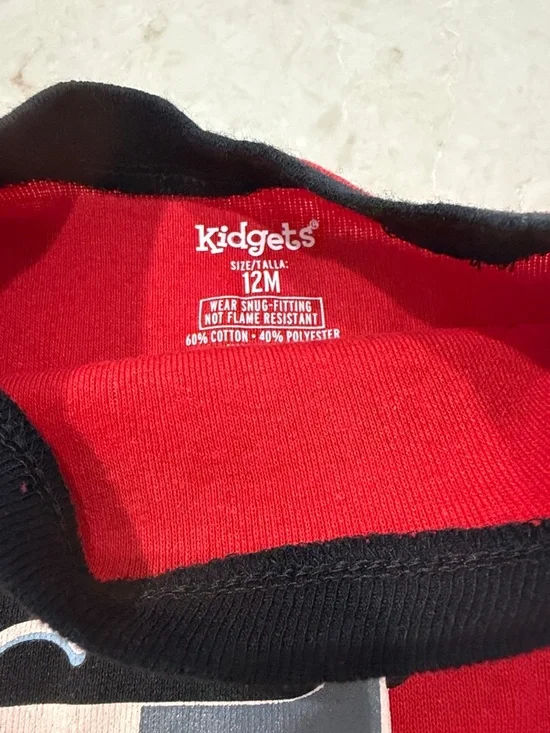 Kidgets®
SIZE/TALLA:
12M
WEAR SNUG-FITTING
NOT FLAME RESISTANT
60% COTTON • 40% POLYESTER